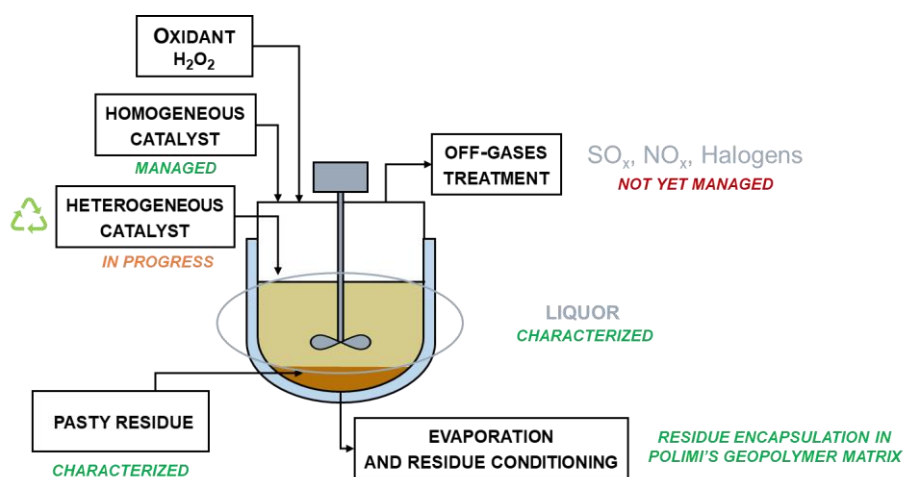 OXIDANT
H₂O₂
HOMOGENEOUS
CATALYST
MANAGED
HETEROGENEOUS
CATALYST
IN PROGRESS
OFF-GASES
TREATMENT
SOₓ, NOₓ, Halogens
NOT YET MANAGED
LIQUOR
CHARACTERIZED
PASTY RESIDUE
CHARACTERIZED
EVAPORATION
AND RESIDUE CONDITIONING
RESIDUE ENCAPSULATION IN
POLIMI'S GEOPOLYMER MATRIX